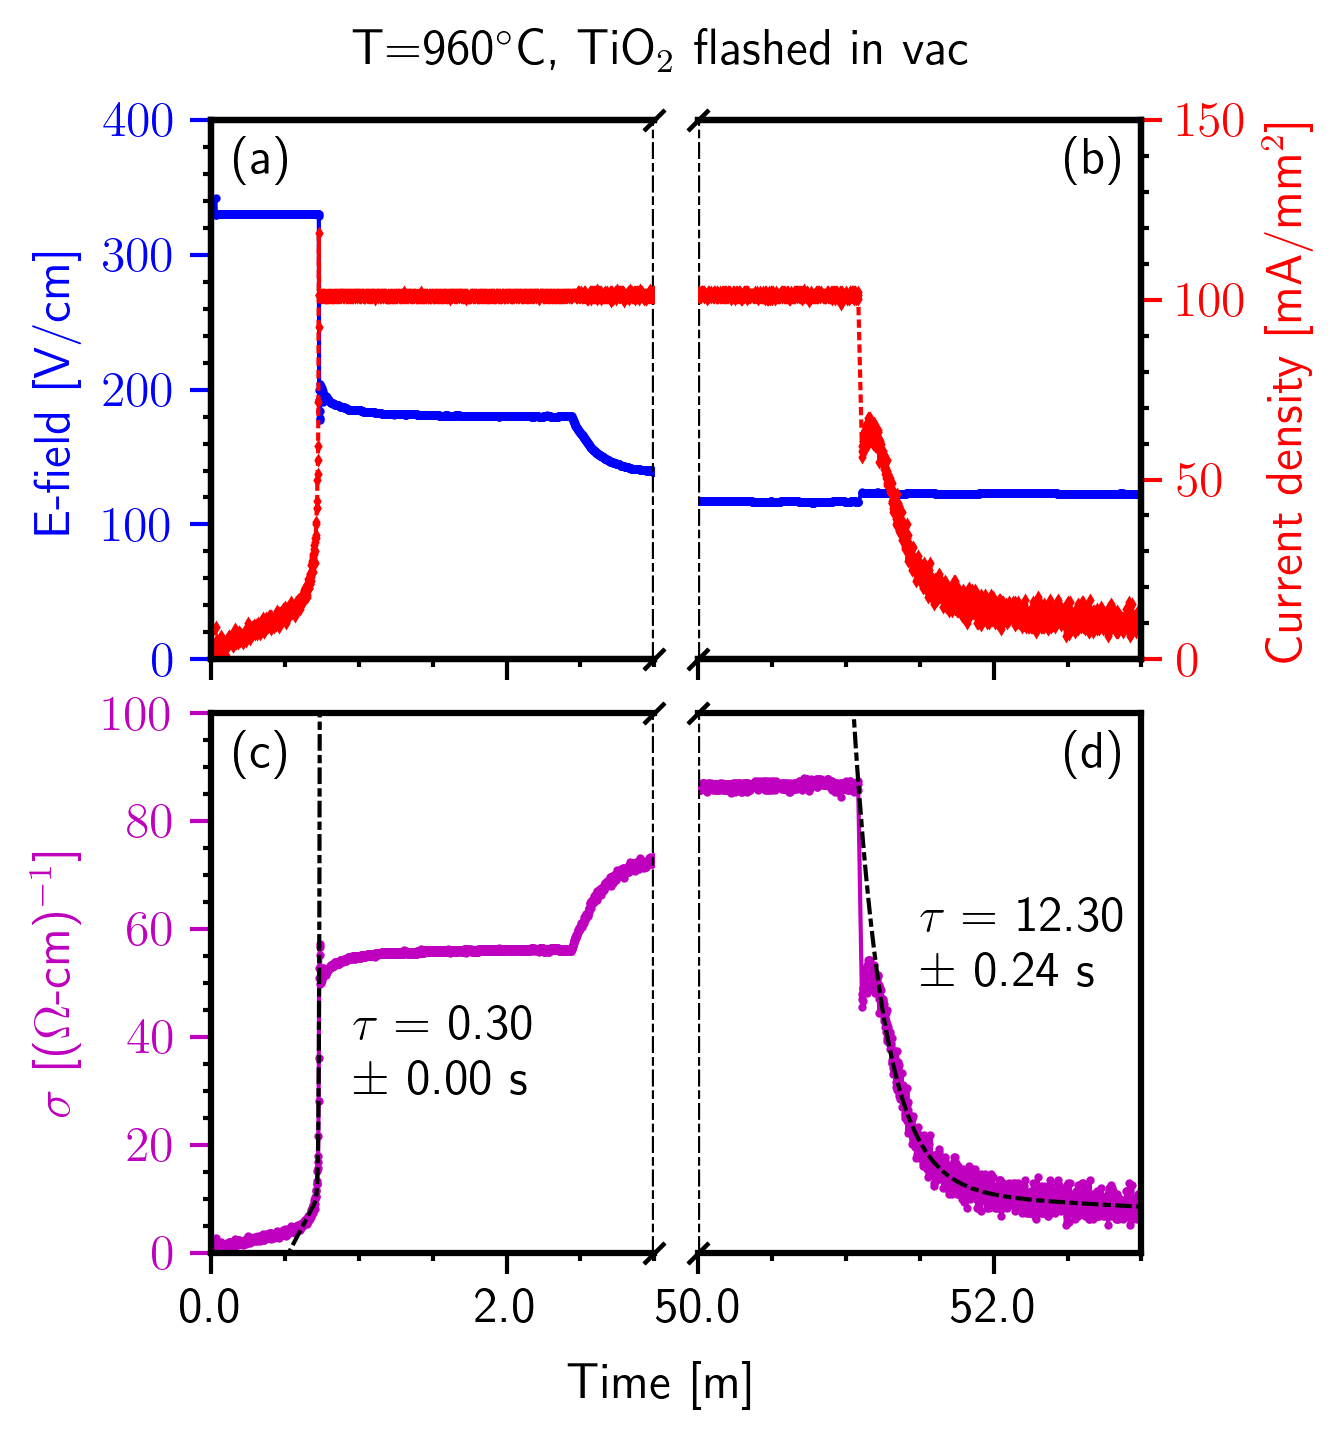 T=960°C, TiO₂ flashed in vac
(a)
(b)
400
300
200
100
0
E-field [V/cm]
150
100
50
0
Current density [mA/mm²]
(c)
(d)
100
80
60
40
20
0
σ [(Ω-cm)⁻¹]
τ = 0.30
± 0.00 s
τ = 12.30
± 0.24 s
0.0
2.0
50.0
52.0
Time [m]